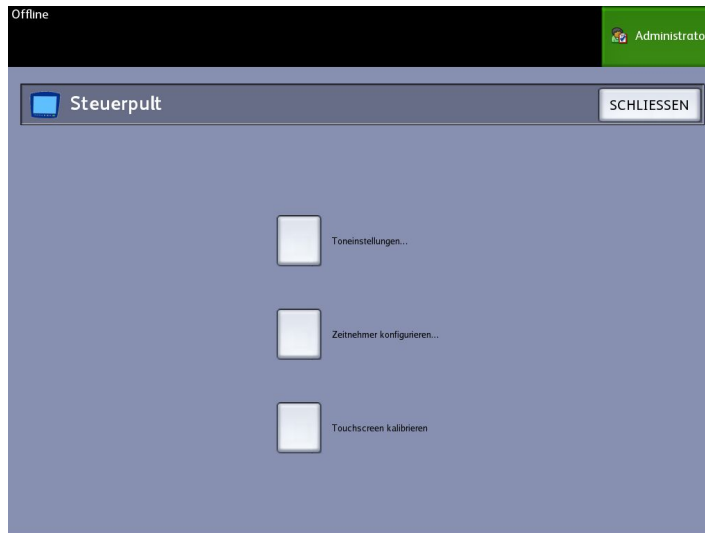 Offline
Administrato
Steuerpult
SCHLIESSEN
Toneinstellungen...
Zeitnehmer konfigurieren...
Touchscreen kalibrieren